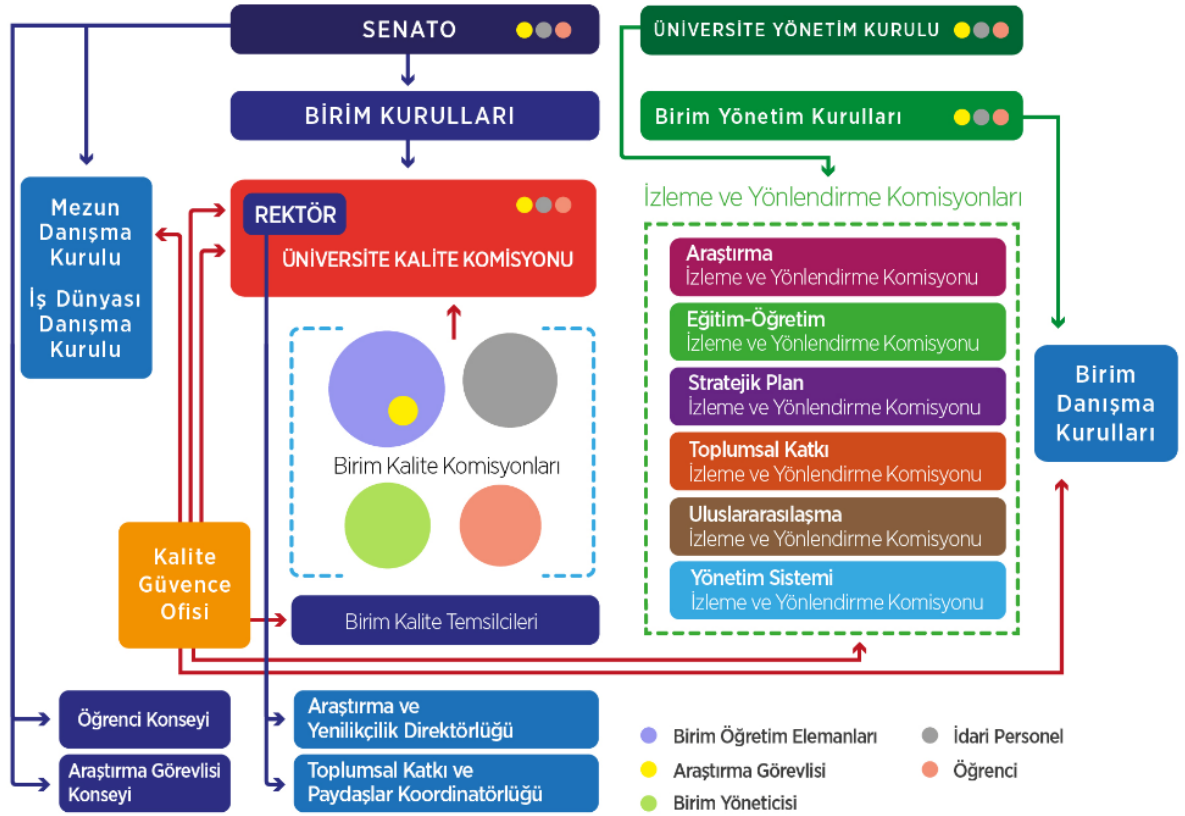 SENATO
ÜNİVERSİTE YÖNETİM KURULU
BİRİM KURULLARI
Birim Yönetim Kurulları
Mezun
Danışma
Kurulu
İş Dünyası
Danışma
Kurulu
REKTÖR
ÜNİVERSİTE KALİTE KOMİSYONU
İzleme ve Yönlendirme Komisyonları
Araştırma
İzleme ve Yönlendirme Komisyonu
Eğitim-Öğretim
İzleme ve Yönlendirme Komisyonu
Stratejik Plan
İzleme ve Yönlendirme Komisyonu
Toplumsal Katkı
İzleme ve Yönlendirme Komisyonu
Uluslararasılaşma
İzleme ve Yönlendirme Komisyonu
Yönetim Sistemi
İzleme ve Yönlendirme Komisyonu
Birim
Danışma
Kurulları
Birim Kalite Komisyonları
Kalite
Güvence
Ofisi
Birim Kalite Temsilcileri
Öğrenci Konseyi
Araştırma Görevlisi
Konseyi
Araştırma ve
Yenilikçilik Direktörlüğü
Toplumsal Katkı ve
Paydaşlar Koordinatörlüğü
Birim Öğretim Elemanları
Araştırma Görevlisi
Birim Yöneticisi
İdari Personel
Öğrenci